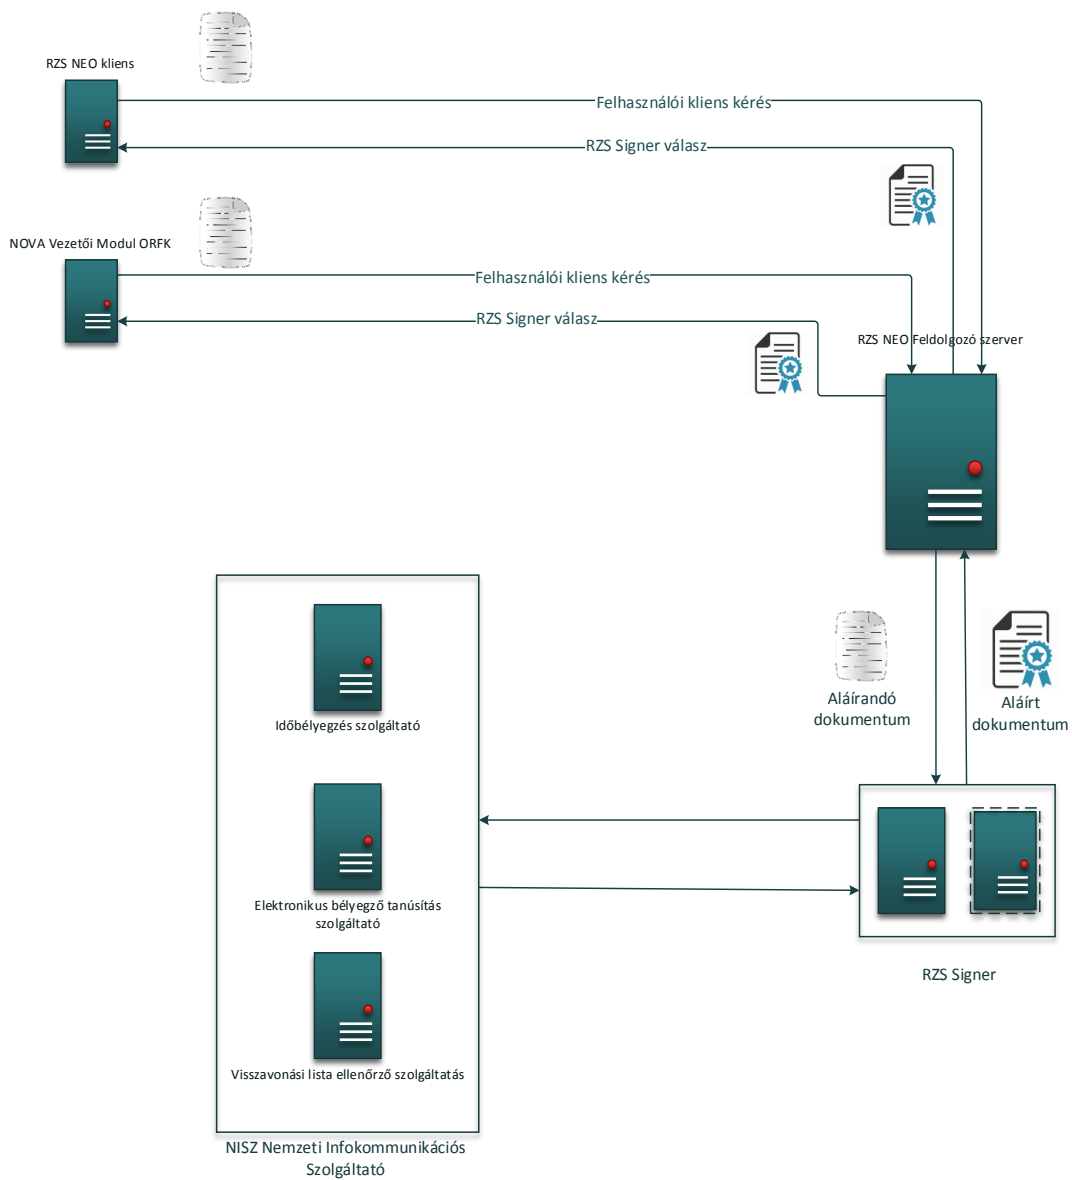 RZS NEO kliens
Felhasználói kliens kérés
RZS Signer válasz
NOVA Vezetői Modul ORFK
Felhasználói kliens kérés
RZS Signer válasz
RZS NEO Feldolgozó szerver
Aláírandó
dokumentum
Aláírt
dokumentum
Időbélyegzés szolgáltató
Elektronikus bélyegző tanúsítás
szolgáltató
Visszavonási lista ellenőrző szolgáltatás
RZS Signer
NISZ Nemzeti Infokommunikációs
Szolgáltató